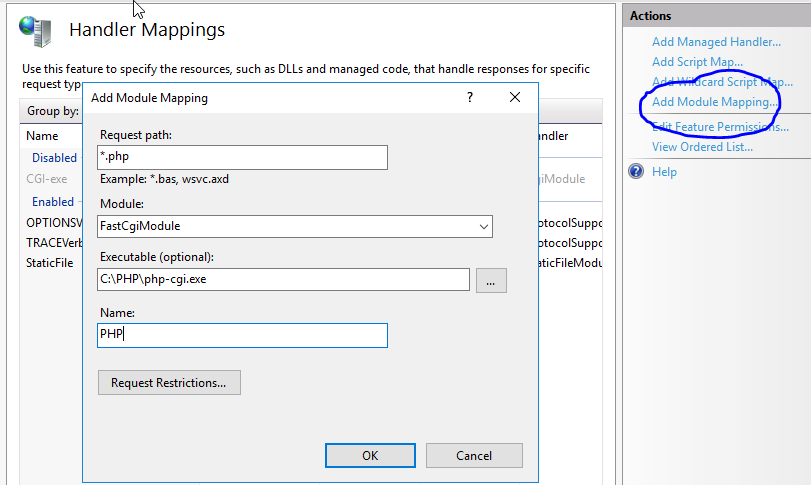 Handler Mappings
Use this feature to specify the resources, such as DLLs and managed code, that handle responses for specific
request typ
Group by:
Name
andler
Disabled
CGI-exe
giModule
Enabled
OPTIONSV
otocolSuppo
TRACEVerb
otocolSuppo
StaticFile
aticFileModu
Add Module Mapping
?
Request path:
*.php
Example: *.bas, wsvc.axd
Module:
FastCgiModule
Executable (optional):
C:\PHP\php-cgi.exe
...
Name:
PHP
Request Restrictions...
OK
Cancel
Actions
Add Managed Handler...
Add Script Map...
Add Wildcard Script Map...
Add Module Mapping...
Edit Feature Permissions...
View Ordered List...
?
Help